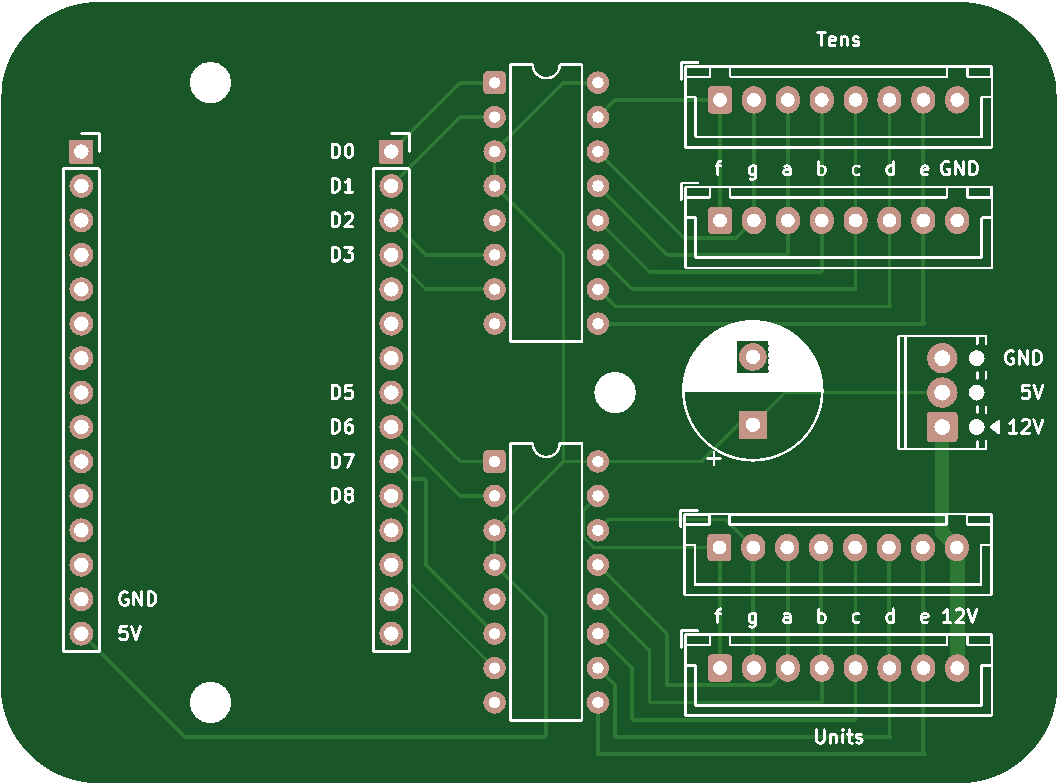 Tens
D0
D1
D2
D3
f g a b c d e GND
GND
5V
12V
D5
D6
D7
D8
+
f g a b c d e 12V
GND
5V
Units